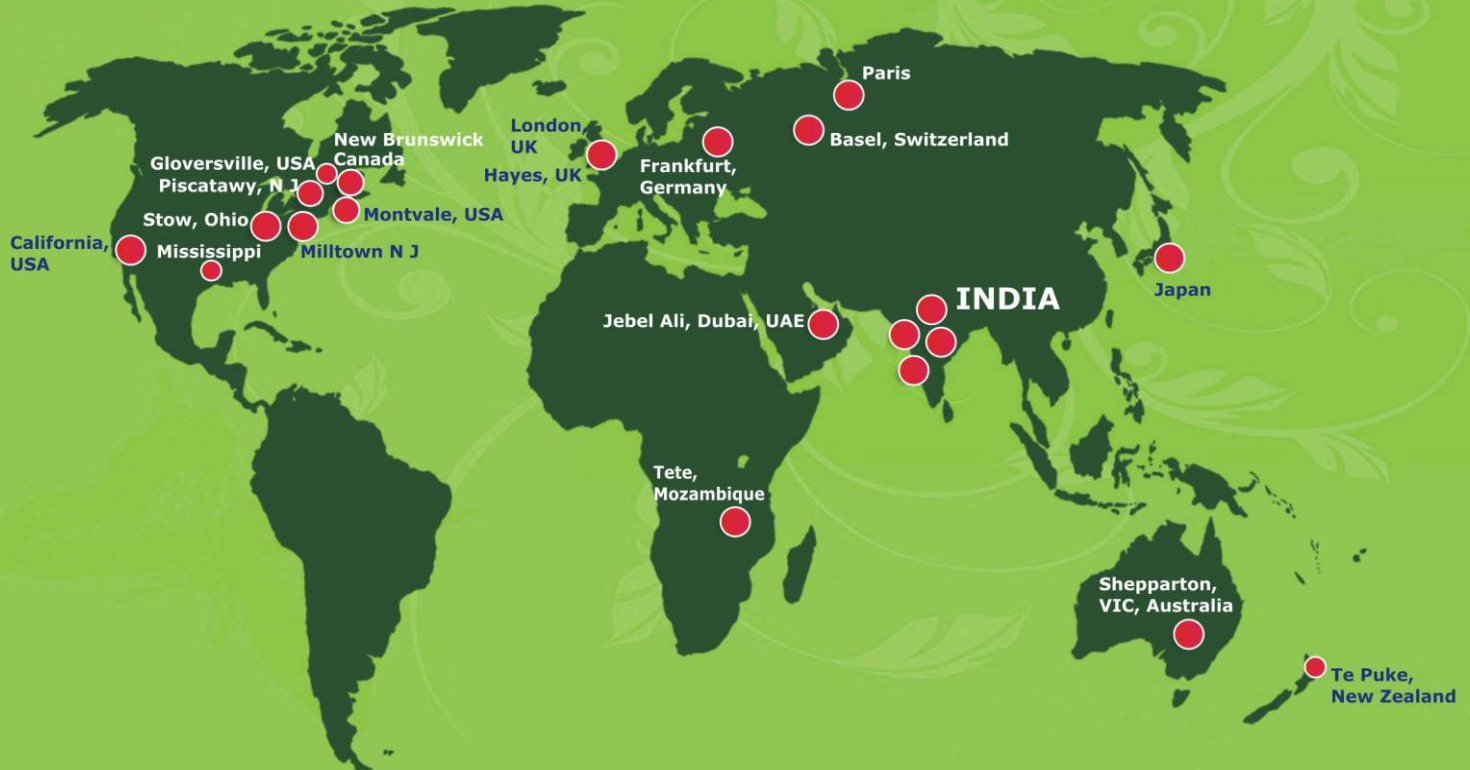 Paris
Basel, Switzerland
London,
UK
Hayes, UK
Frankfurt,
Germany
New Brunswick
Canada
Gloversville, USA
Piscatawy, N J
Stow, Ohio
Montvale, USA
California,
USA
Mississippi
Milltown N J
Japan
INDIA
Jebel Ali, Dubai, UAE
Tete,
Mozambique
Shepparton,
VIC, Australia
Te Puke,
New Zealand